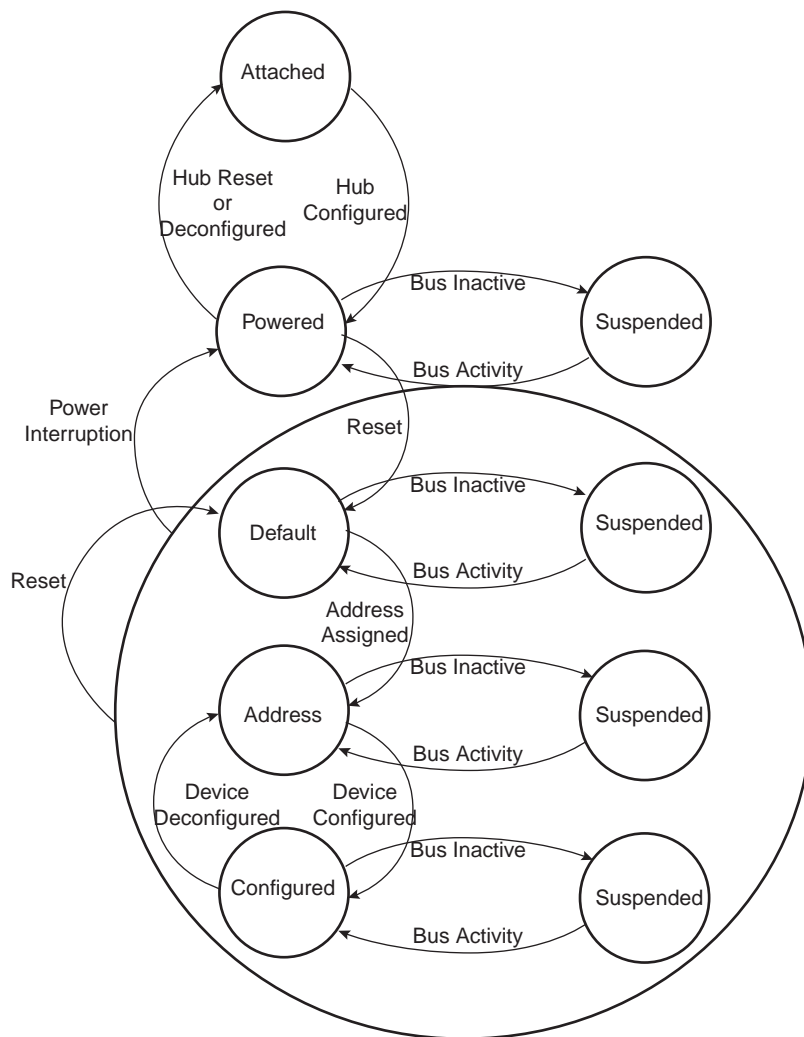 Attached
Hub Reset
or
Deconfigured
Hub
Configured
Bus Inactive
Powered
Suspended
Bus Activity
Power
Interruption
Reset
Bus Inactive
Default
Suspended
Bus Activity
Reset
Address
Assigned
Bus Inactive
Address
Suspended
Bus Activity
Device
Deconfigured
Device
Configured
Bus Inactive
Configured
Suspended
Bus Activity